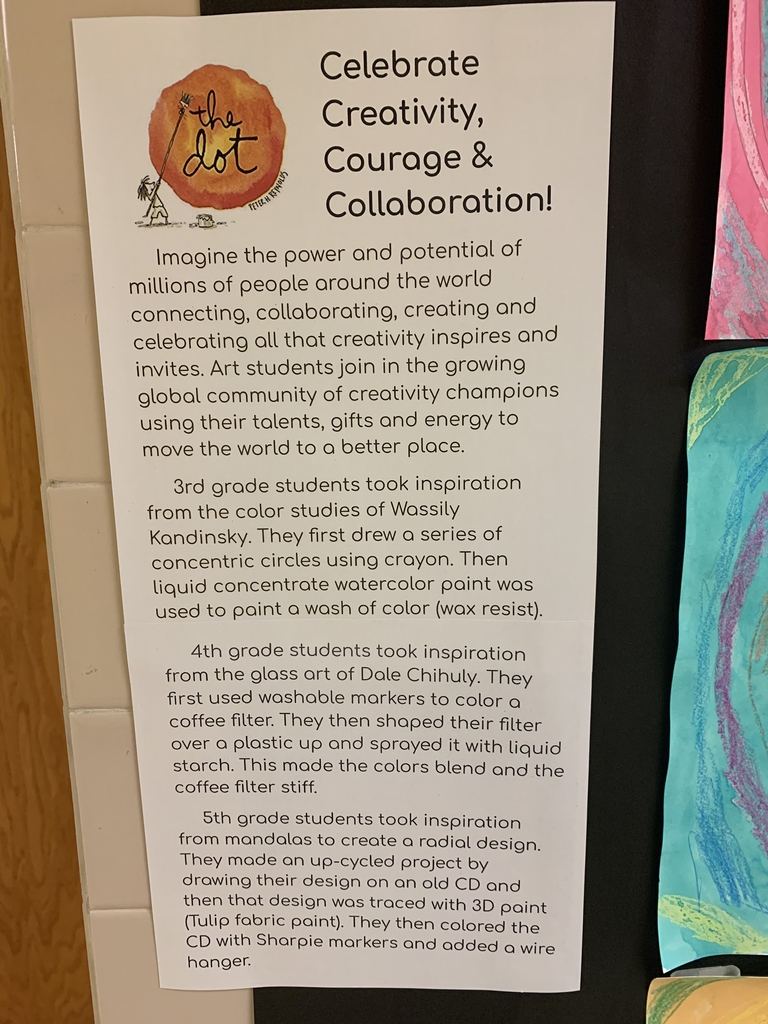 the
dot
PETER H. REYNOLDS
Celebrate
Creativity,
Courage &
Collaboration!
Imagine the power and potential of
millions of people around the world
connecting, collaborating, creating and
celebrating all that creativity inspires and
invites. Art students join in the growing
global community of creativity champions
using their talents, gifts and energy to
move the world to a better place.
3rd grade students took inspiration
from the color studies of Wassily
Kandinsky. They first drew a series of
concentric circles using crayon. Then
liquid concentrate watercolor paint was
used to paint a wash of color (wax resist).
4th grade students took inspiration
from the glass art of Dale Chihuly. They
first used washable markers to color a
coffee filter. They then shaped their filter
over a plastic up and sprayed it with liquid
starch. This made the colors blend and the
coffee filter stiff.
5th grade students took inspiration
from mandalas to create a radial design.
They made an up-cycled project by
drawing their design on an old CD and
then that design was traced with 3D paint
(Tulip fabric paint). They then colored the
CD with Sharpie markers and added a wire
hanger.